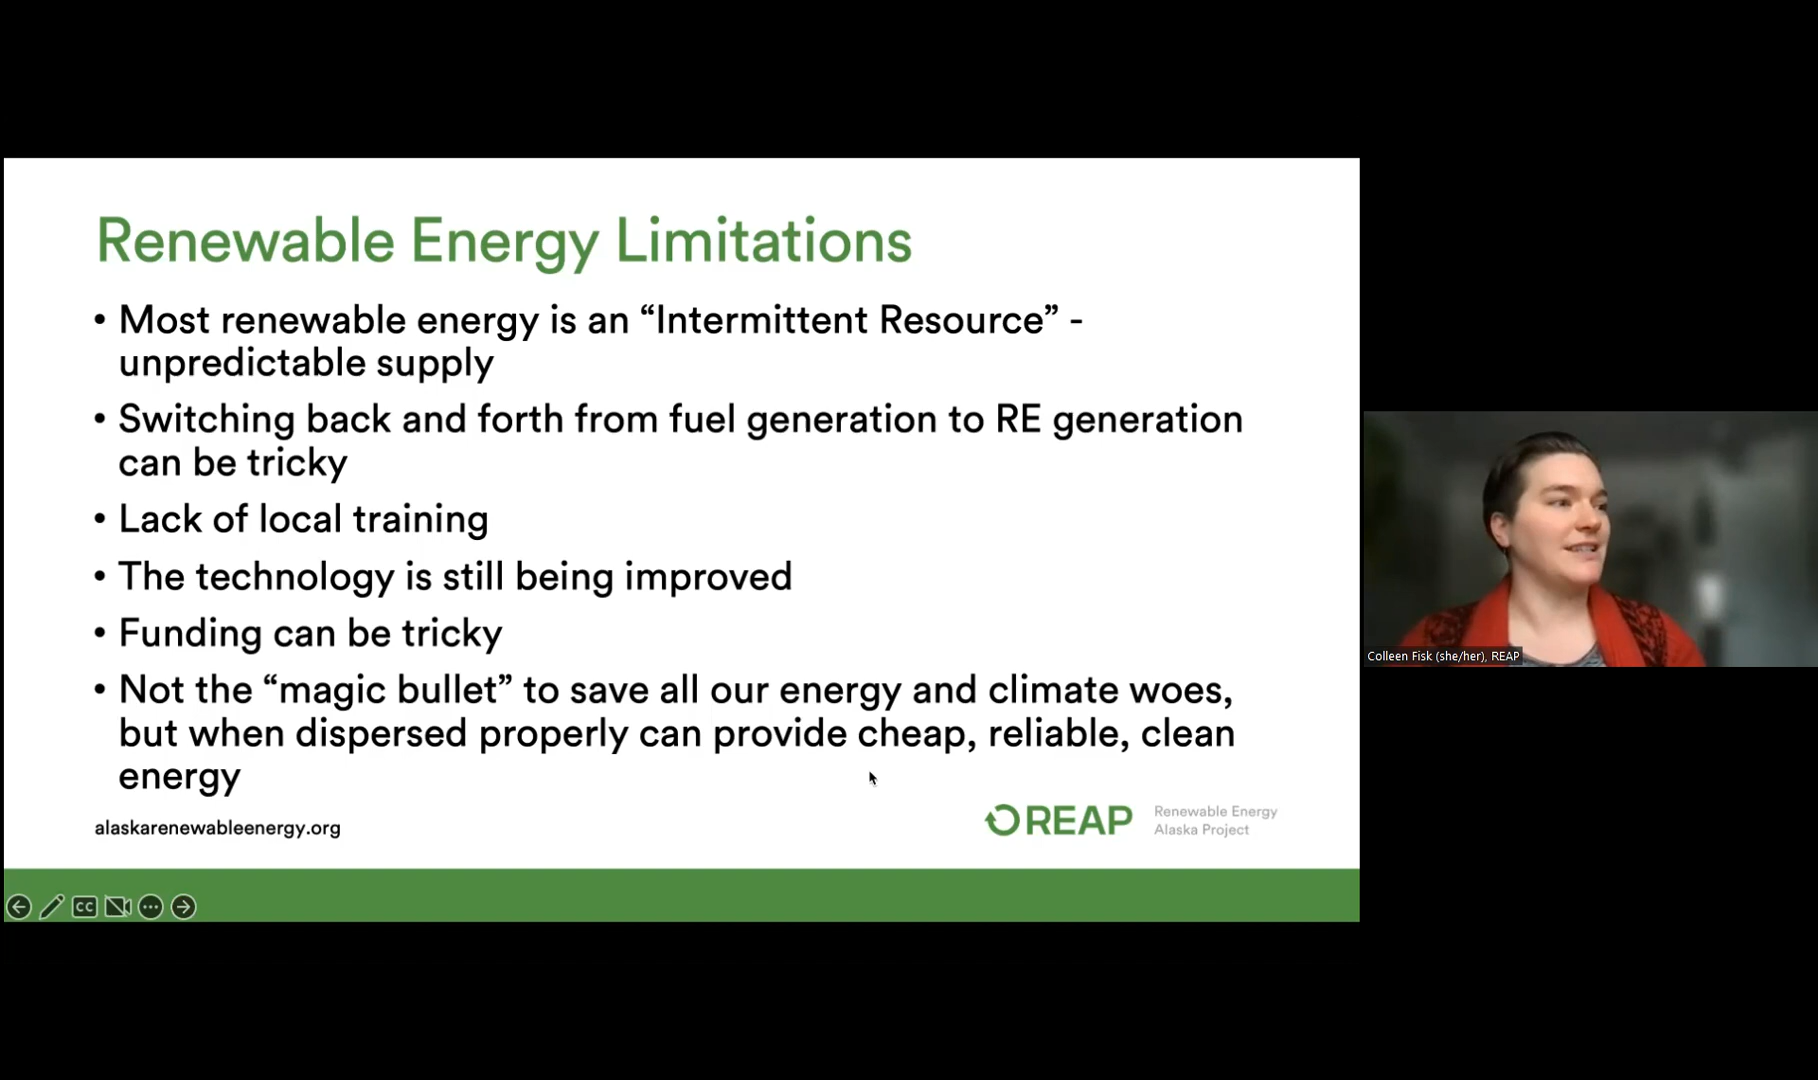 Renewable Energy Limitations
• Most renewable energy is an “Intermittent Resource” -
unpredictable supply
• Switching back and forth from fuel generation to RE generation
can be tricky
• Lack of local training
• The technology is still being improved
• Funding can be tricky
• Not the “magic bullet” to save all our energy and climate woes,
but when dispersed properly can provide cheap, reliable, clean
energy
alaskarenewableenergy.org
REAP
Renewable Energy
Alaska Project
CC
Colleen Fisk (she/her), REAP